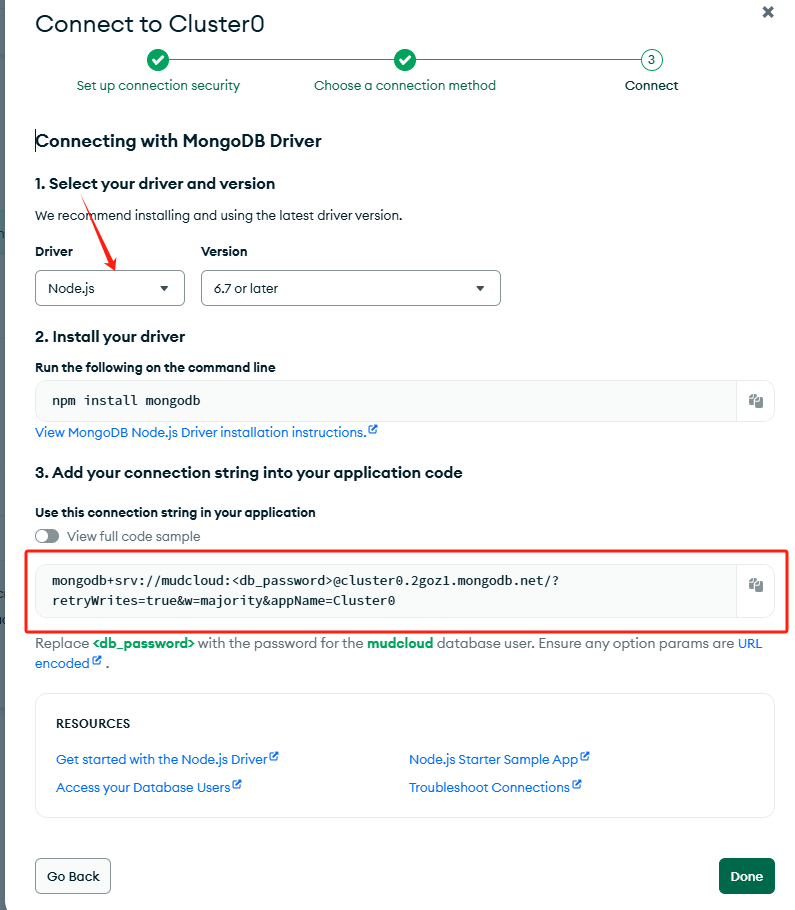 Connect to Cluster0
Set up connection security
Choose a connection method
3
Connect
Connecting with MongoDB Driver
1. Select your driver and version
We recommend installing and using the latest driver version.
Driver
Version
Node.js
6.7 or later
2. Install your driver
Run the following on the command line
npm install mongodb
View MongoDB Node.js Driver installation instructions.
3. Add your connection string into your application code
Use this connection string in your application
View full code sample
mongodb+srv://mudcloud:<db_password>@cluster0.2goz1.mongodb.net/?
retryWrites=true&w=majority&appName=Cluster0
Replace <db_password> with the password for the mudcloud database user. Ensure any option params are URL
encoded .
RESOURCES
Get started with the Node.js Driver
Node.js Starter Sample App
Access your Database Users
Troubleshoot Connections
Go Back
Done